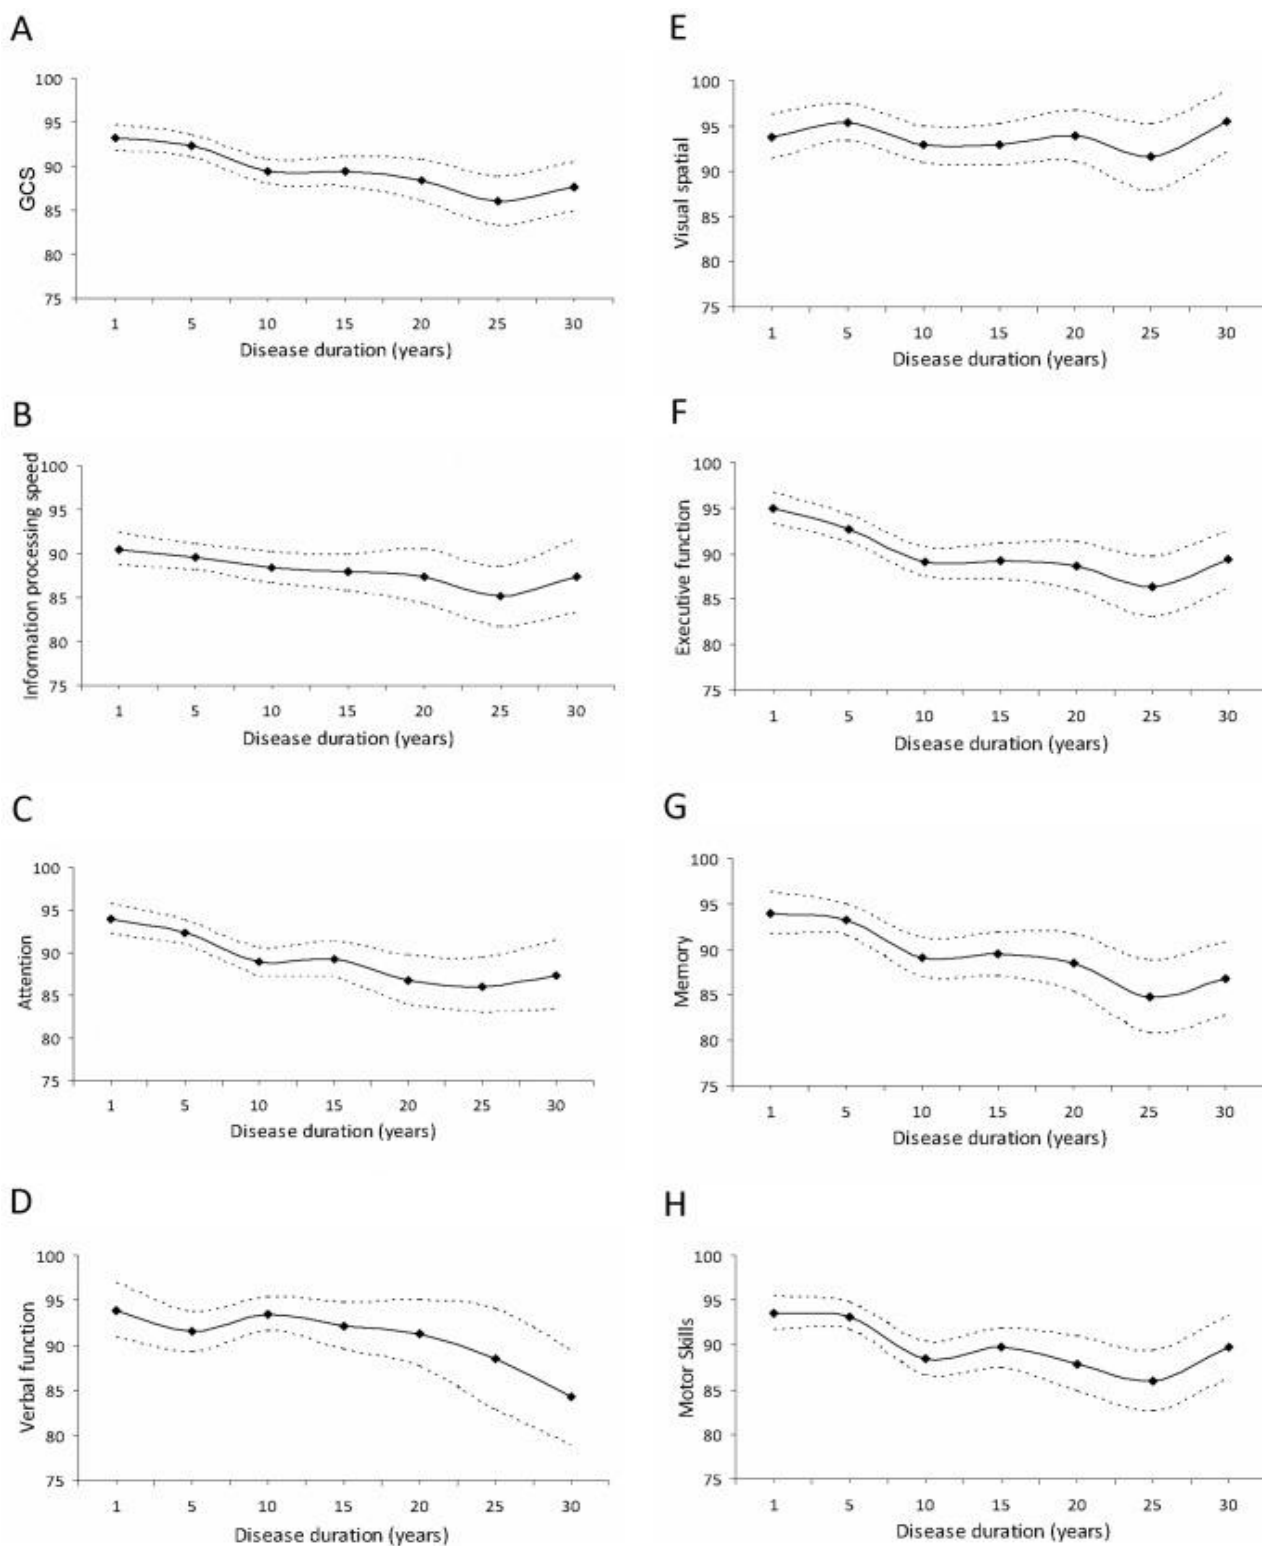 A
GCS
100
95
90
85
80
75
1 5 10 15 20 25 30
Disease duration (years)
B
Information processing speed
100
95
90
85
80
75
1 5 10 15 20 25 30
Disease duration (years)
C
Attention
100
95
90
85
80
75
1 5 10 15 20 25 30
Disease duration (years)
D
Verbal function
100
95
90
85
80
75
1 5 10 15 20 25 30
Disease duration (years)
E
Visual spatial
100
95
90
85
80
75
1 5 10 15 20 25 30
Disease duration (years)
F
Executive function
100
95
90
85
80
75
1 5 10 15 20 25 30
Disease duration (years)
G
Memory
100
95
90
85
80
75
1 5 10 15 20 25 30
Disease duration (years)
H
Motor Skills
100
95
90
85
80
75
1 5 10 15 20 25 30
Disease duration (years)